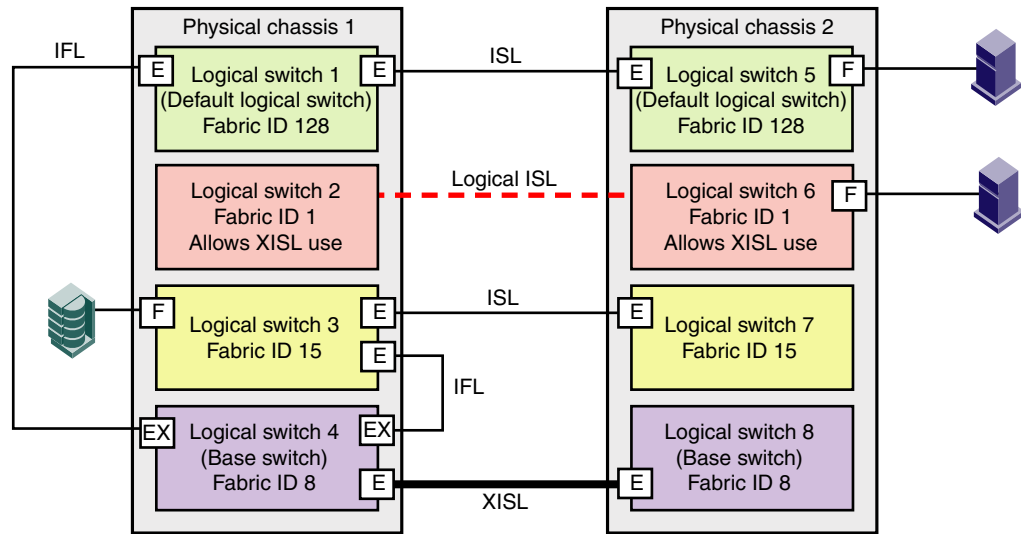 Physical chassis 1
Physical chassis 2
IFL
E
Logical switch 1
(Default logical switch)
Fabric ID 128
E
ISL
E
Logical switch 5
(Default logical switch)
Fabric ID 128
F
Logical switch 2
Fabric ID 1
Allows XISL use
Logical ISL
Logical switch 6
Fabric ID 1
Allows XISL use
F
F
Logical switch 3
Fabric ID 15
E
E
ISL
E
Logical switch 7
Fabric ID 15
IFL
EX
Logical switch 4
(Base switch)
Fabric ID 8
EX
E
XISL
E
Logical switch 8
(Base switch)
Fabric ID 8